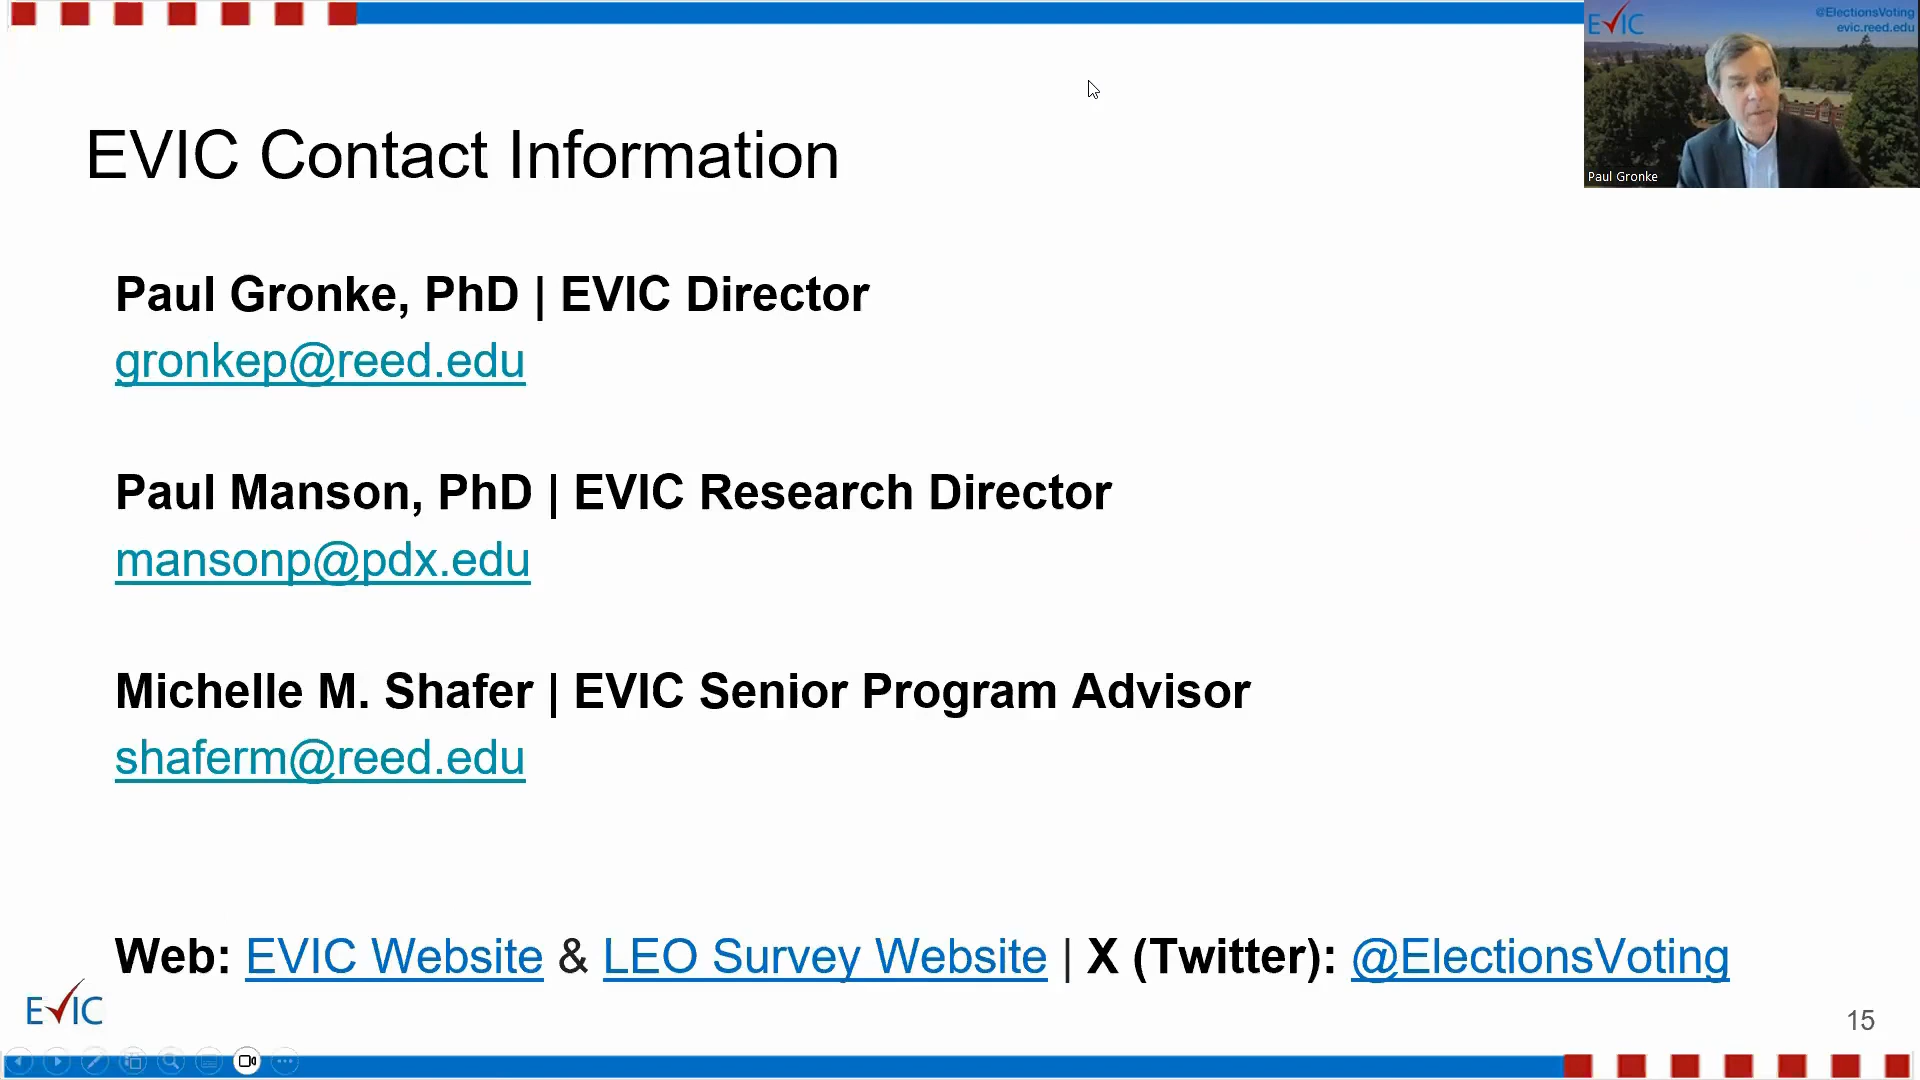 EVIC
@ElectionsVoting
evic.reed.edu
Paul Gronke
EVIC Contact Information
Paul Gronke, PhD | EVIC Director
gronkep@reed.edu
Paul Manson, PhD | EVIC Research Director
mansonp@pdx.edu
Michelle M. Shafer | EVIC Senior Program Advisor
shaferm@reed.edu
Web: EVIC Website & LEO Survey Website | X (Twitter): @ElectionsVoting
EVIC
15